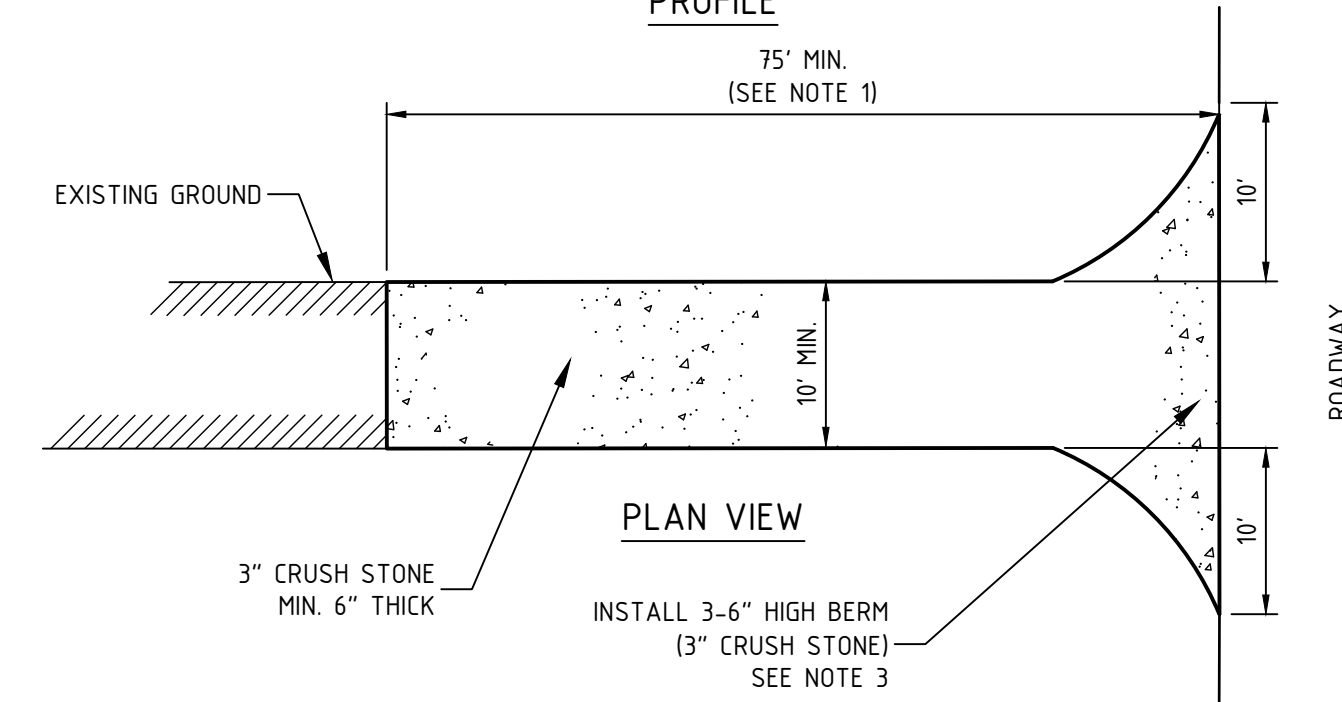 PROFILE
75' MIN.
(SEE NOTE 1)
EXISTING GROUND
10'
10' MIN.
ROADWAY
PLAN VIEW
10'
3" CRUSH STONE
MIN. 6" THICK
INSTALL 3-6" HIGH BERM
(3" CRUSH STONE)
SEE NOTE 3